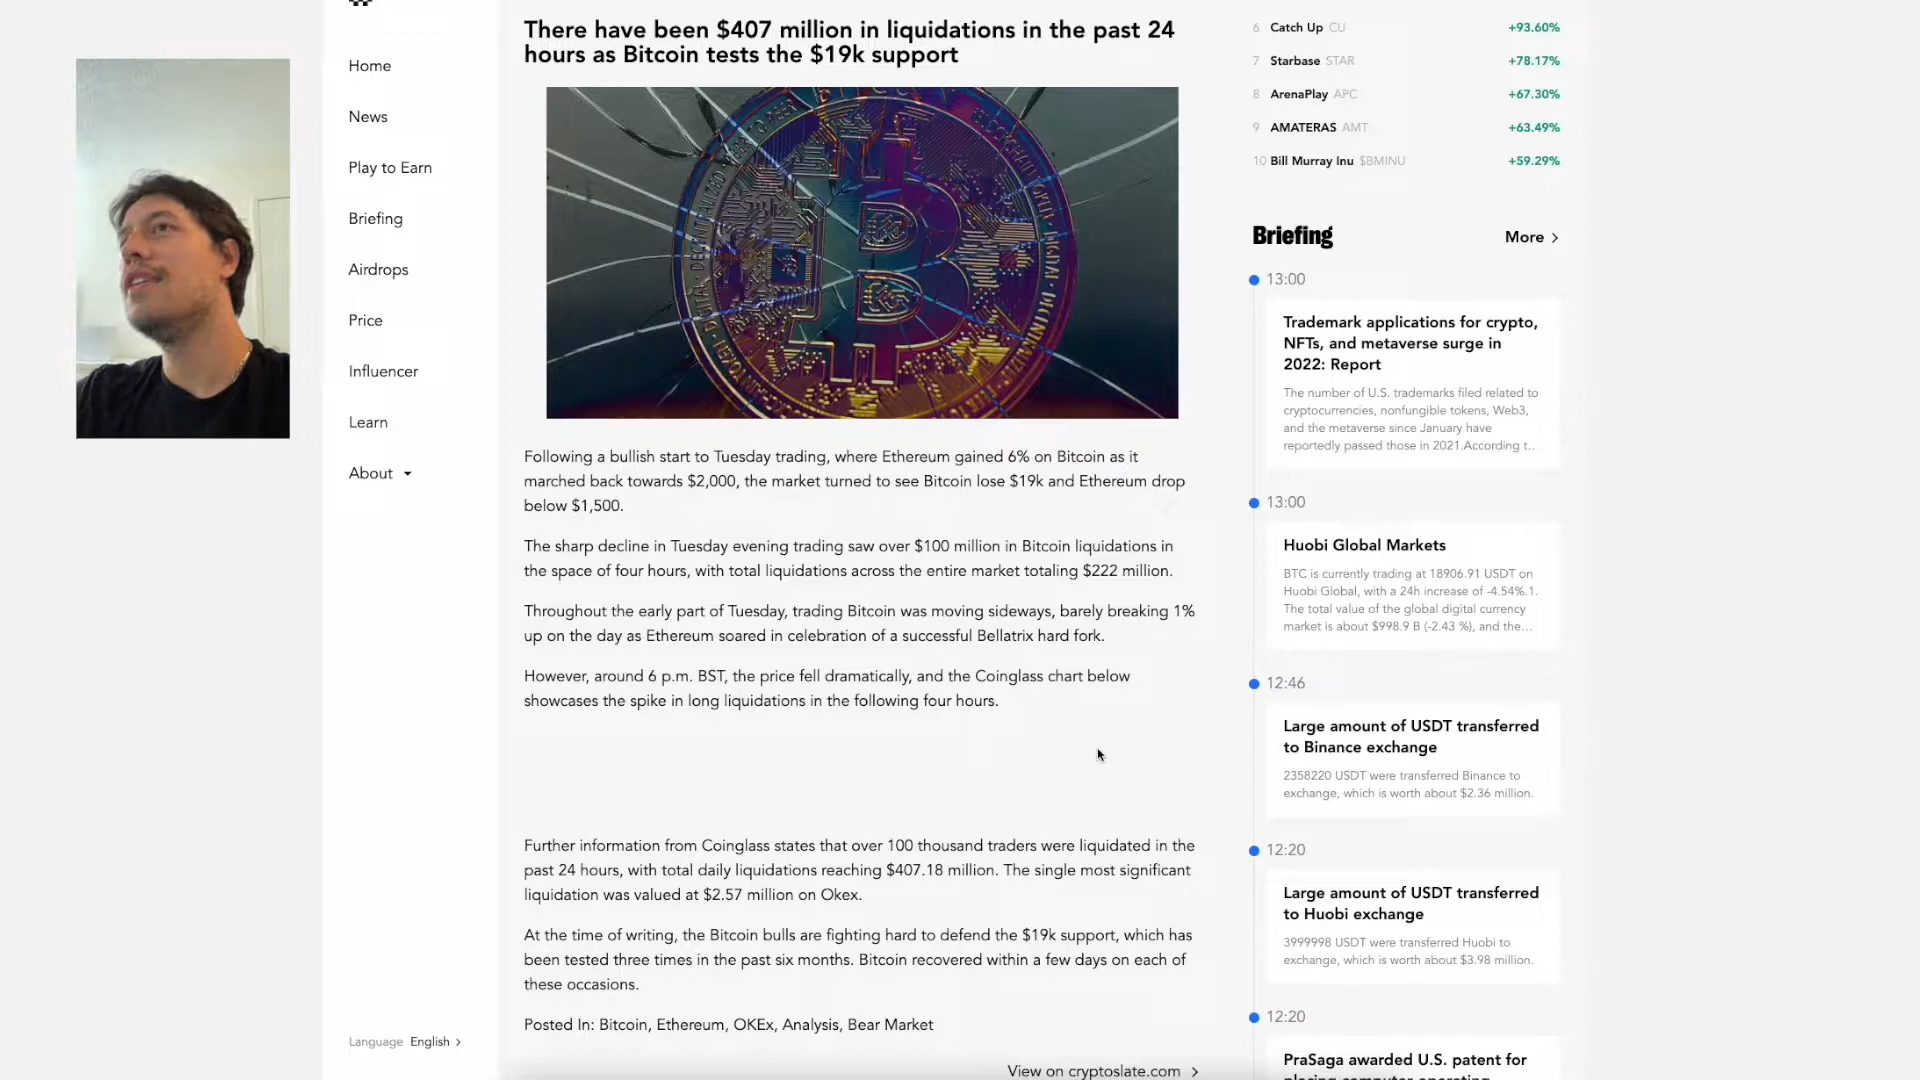 Home
News
Play to Earn
Briefing
Airdrops
Price
Influencer
Learn
About
Language English >
There have been $407 million in liquidations in the past 24
hours as Bitcoin tests the $19k support
Following a bullish start to Tuesday trading, where Ethereum gained 6% on Bitcoin as it
marched back towards $2,000, the market turned to see Bitcoin lose $19k and Ethereum drop
below $1,500.
The sharp decline in Tuesday evening trading saw over $100 million in Bitcoin liquidations in
the space of four hours, with total liquidations across the entire market totaling $222 million.
Throughout the early part of Tuesday, trading Bitcoin was moving sideways, barely breaking 1%
up on the day as Ethereum soared in celebration of a successful Bellatrix hard fork.
However, around 6 p.m. BST, the price fell dramatically, and the Coinglass chart below
showcases the spike in long liquidations in the following four hours.
Further information from Coinglass states that over 100 thousand traders were liquidated in the
past 24 hours, with total daily liquidations reaching $407.18 million. The single most significant
liquidation was valued at $2.57 million on Okex.
At the time of writing, the Bitcoin bulls are fighting hard to defend the $19k support, which has
been tested three times in the past six months. Bitcoin recovered within a few days on each of
these occasions.
Posted In: Bitcoin, Ethereum, OKEx, Analysis, Bear Market
View on cryptoslate.com >
6 Catch Up CU +93.60%
7 Starbase STAR +78.17%
8 ArenaPlay APC +67.30%
9 AMATERAS AMT +63.49%
10 Bill Murray Inu $BMINU +59.29%
Briefing More >
13:00
Trademark applications for crypto,
NFTs, and metaverse surge in
2022: Report
The number of U.S. trademarks filed related to
cryptocurrencies, nonfungible tokens, Web3,
and the metaverse since January have
reportedly passed those in 2021.According t...
13:00
Huobi Global Markets
BTC is currently trading at 18906.91 USDT on
Huobi Global, with a 24h increase of -4.54%.1.
The total value of the global digital currency
market is about $998.9 B (-2.43 %), and the...
12:46
Large amount of USDT transferred
to Binance exchange
2358220 USDT were transferred Binance to
exchange, which is worth about $2.36 million.
12:20
Large amount of USDT transferred
to Huobi exchange
3999998 USDT were transferred Huobi to
exchange, which is worth about $3.98 million.
12:20
PraSaga awarded U.S. patent for